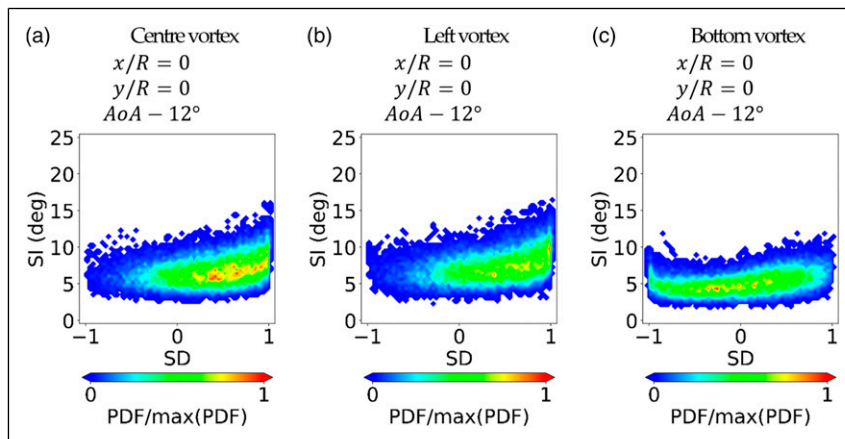 (a) Centre vortex
x/R = 0
y/R = 0
AoA − 12°
25
20
15
10
5
0
SI (deg)
−1 0 1
SD
0 1
PDF/max(PDF)
(b) Left vortex
x/R = 0
y/R = 0
AoA − 12°
25
20
15
10
5
0
SI (deg)
−1 0 1
SD
0 1
PDF/max(PDF)
(c) Bottom vortex
x/R = 0
y/R = 0
AoA − 12°
25
20
15
10
5
0
SI (deg)
−1 0 1
SD
0 1
PDF/max(PDF)